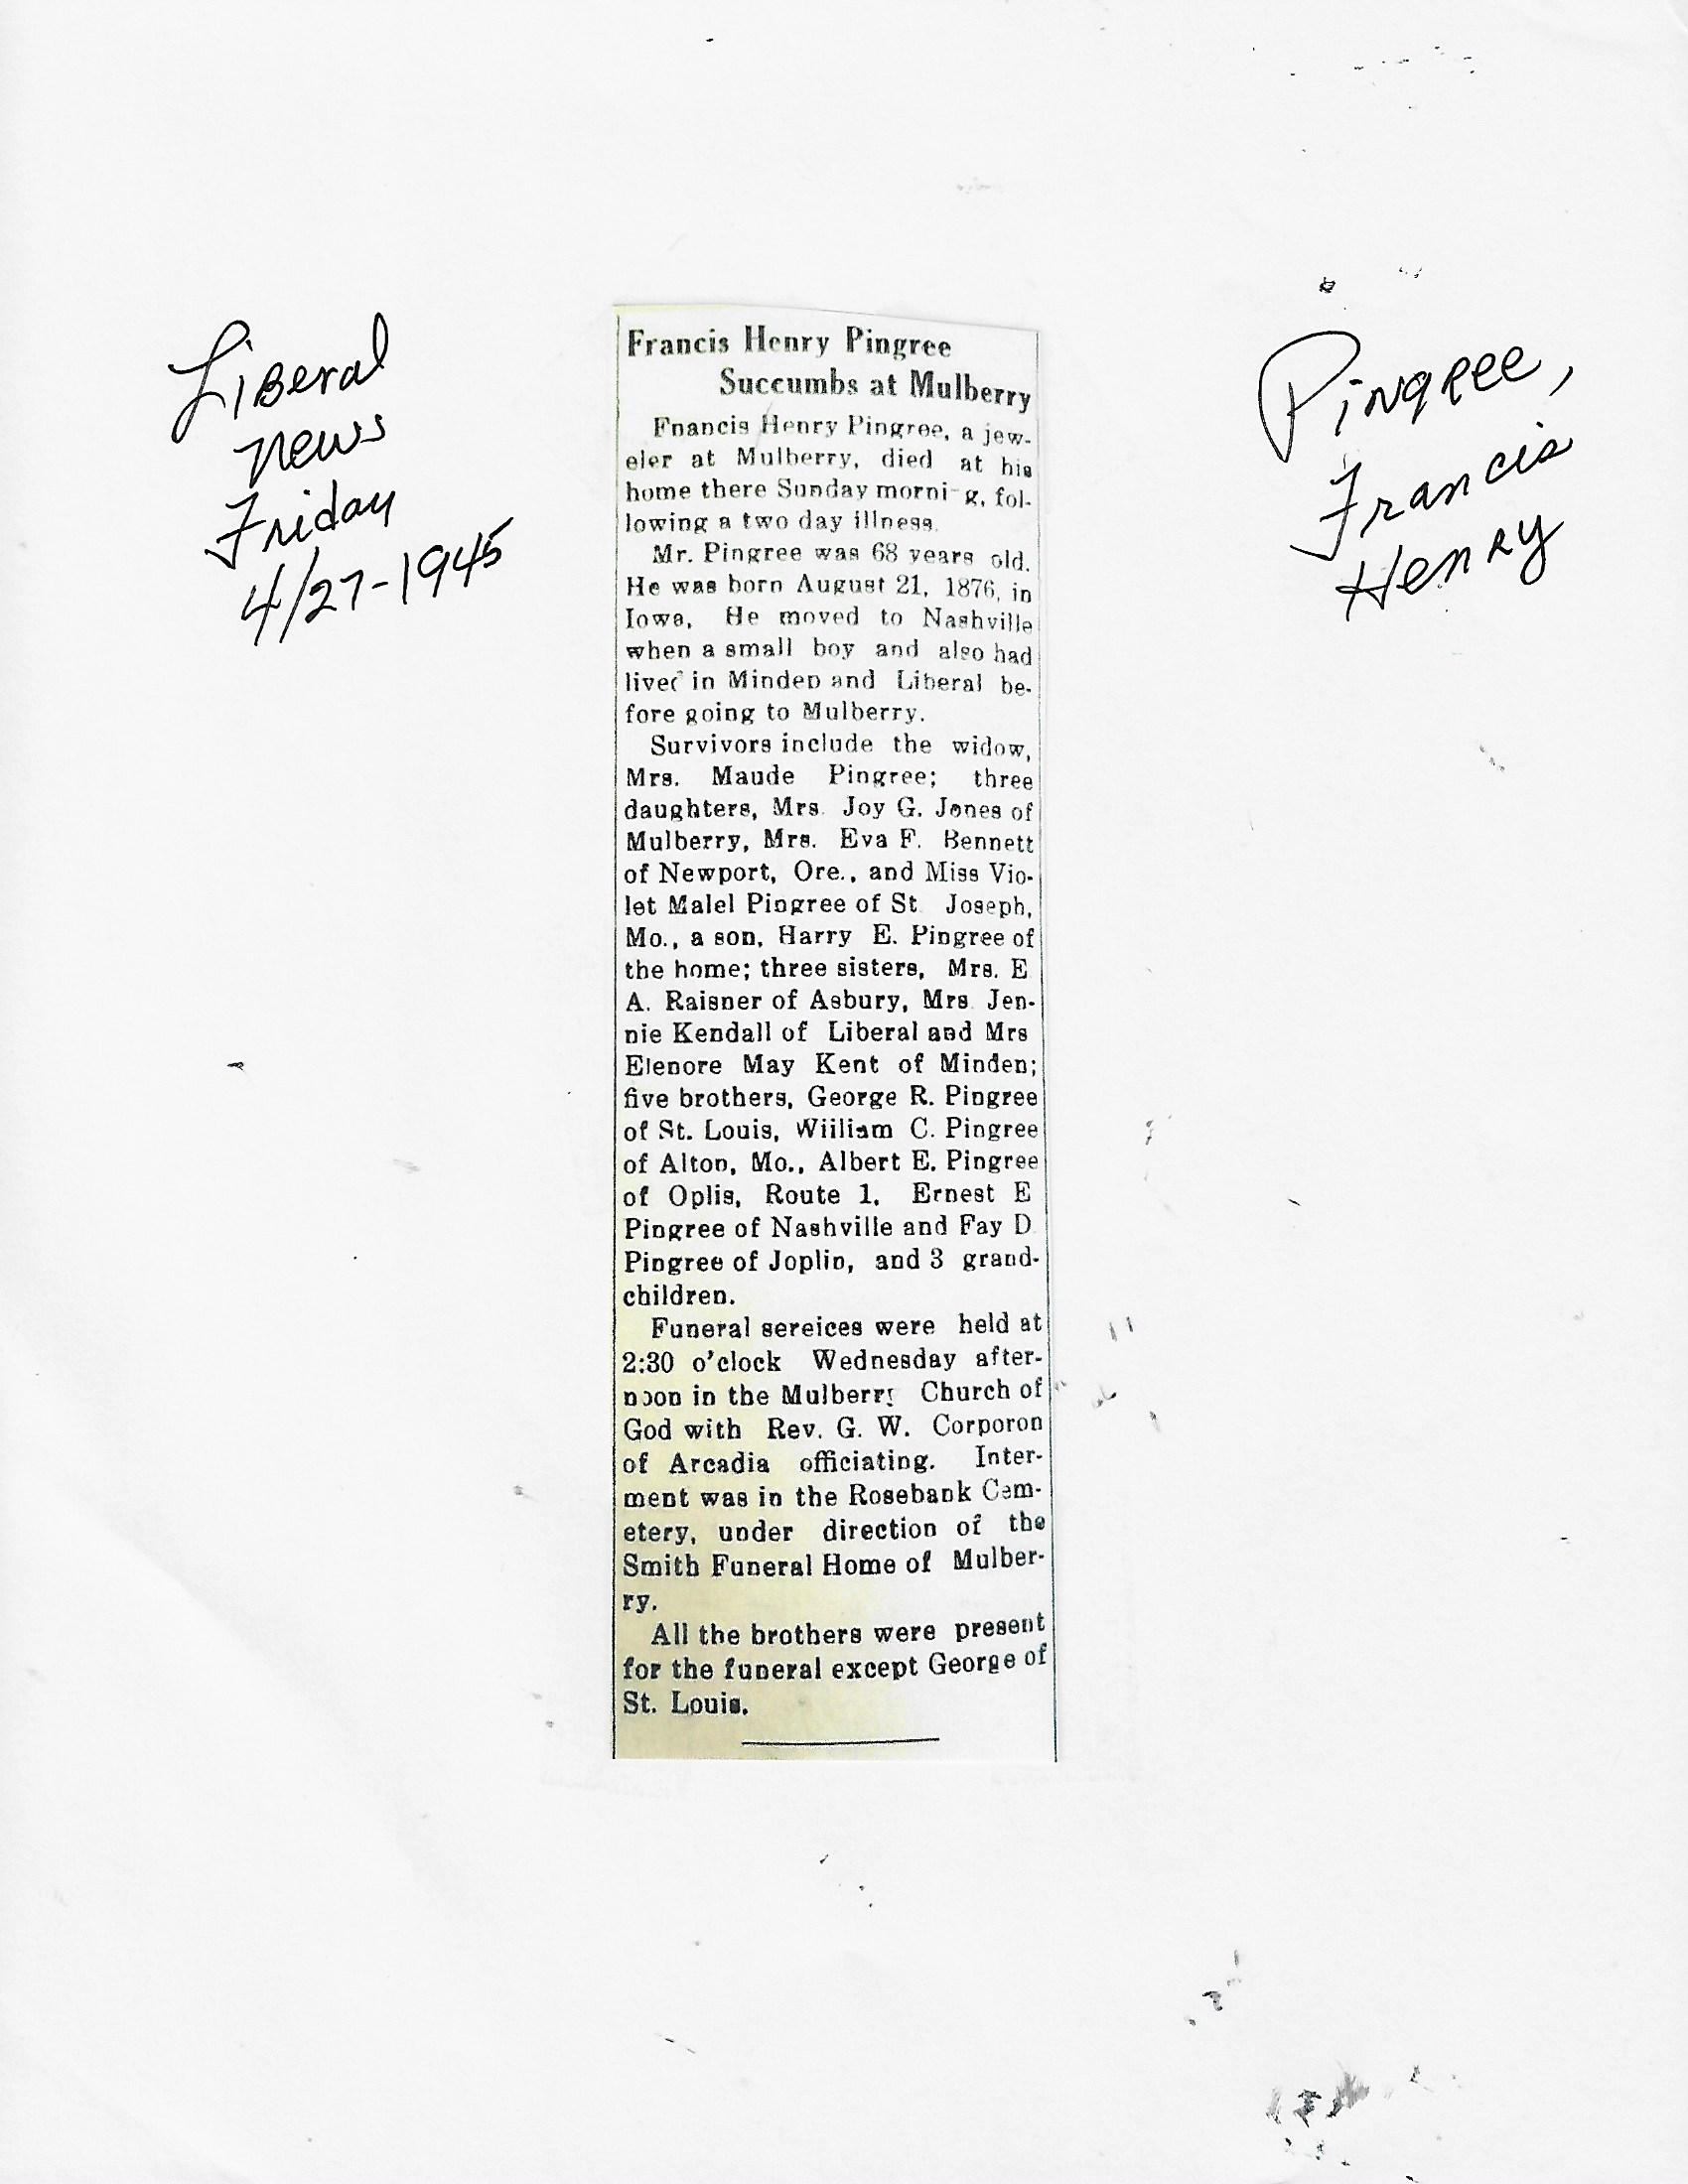 Liberal
News
Friday
4/27-1945
Pingree,
Francis
Henry
Francis Henry Pingree
Succumbs at Mulberry
Fnancis Henry Pingree, a jew-
eler at Mulberry, died at his
home there Sunday morni-g, fol-
lowing a two day illness.
Mr. Pingree was 68 years old.
He was born August 21, 1876, in
Iowa. He moved to Nashville
when a small boy and also had
lived in Minden and Liberal be-
fore going to Mulberry.
Survivors include the widow,
Mrs. Maude Pingree; three
daughters, Mrs. Joy G. Jones of
Mulberry, Mrs. Eva F. Bennett
of Newport, Ore., and Miss Vio-
let Malel Pingree of St. Joseph,
Mo., a son, Harry E. Pingree of
the home; three sisters, Mrs. E
A. Raisner of Asbury, Mrs. Jen-
nie Kendall of Liberal and Mrs
Elenore May Kent of Minden;
five brothers, George R. Pingree
of St. Louis, Wiiliam C. Pingree
of Alton, Mo., Albert E. Pingree
of Oplis, Route 1, Ernest E
Pingree of Nashville and Fay D
Pingree of Joplin, and 3 grand-
children.
Funeral sereices were held at
2:30 o'clock Wednesday after-
noon in the Mulberry Church of
God with Rev. G. W. Corporon
of Arcadia officiating. Inter-
ment was in the Rosebank Cem-
etery, under direction of the
Smith Funeral Home of Mulber-
ry.
All the brothers were present
for the funeral except George of
St. Louis.